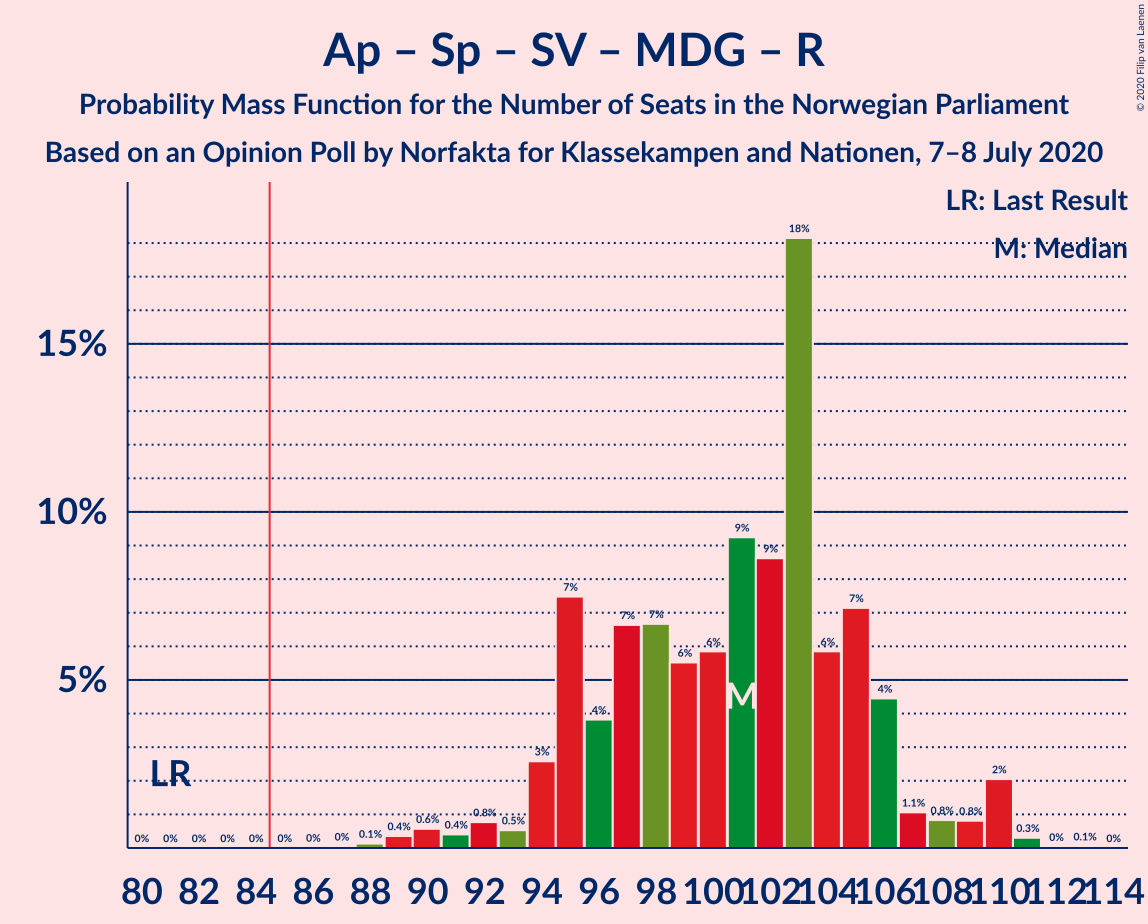 Ap – Sp – SV – MDG – R
Probability Mass Function for the Number of Seats in the Norwegian Parliament
Based on an Opinion Poll by Norfakta for Klassekampen and Nationen, 7–8 July 2020
© 2020 Filip van Laenen
LR: Last Result
M: Median
15%
10%
5%
LR
M
0% 0% 0% 0% 0% 0% 0% 0% 0.1% 0.4% 0.6% 0.4% 0.8% 0.5% 3% 7% 4% 7% 7% 6% 6% 9% 9% 18% 6% 7% 4% 1.1% 0.8% 0.8% 2% 0.3% 0% 0.1% 0%
80 82 84 86 88 90 92 94 96 98 100 102 104 106 108 110 112 114